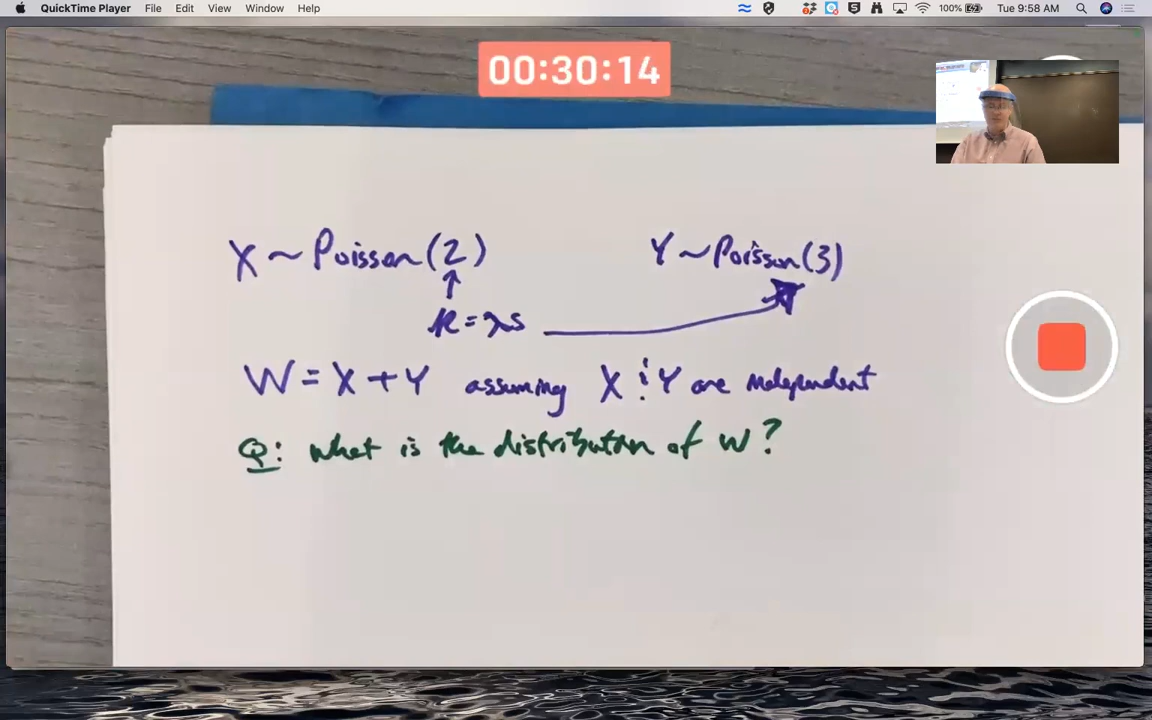 QuickTime Player File Edit View Window Help 100% Tue 9:58 AM
00:30:14
X ~ Poisson(2) Y ~ Poisson(3)
k = λs
W = X + Y assuming X & Y are independent
Q: What is the distribution of W?